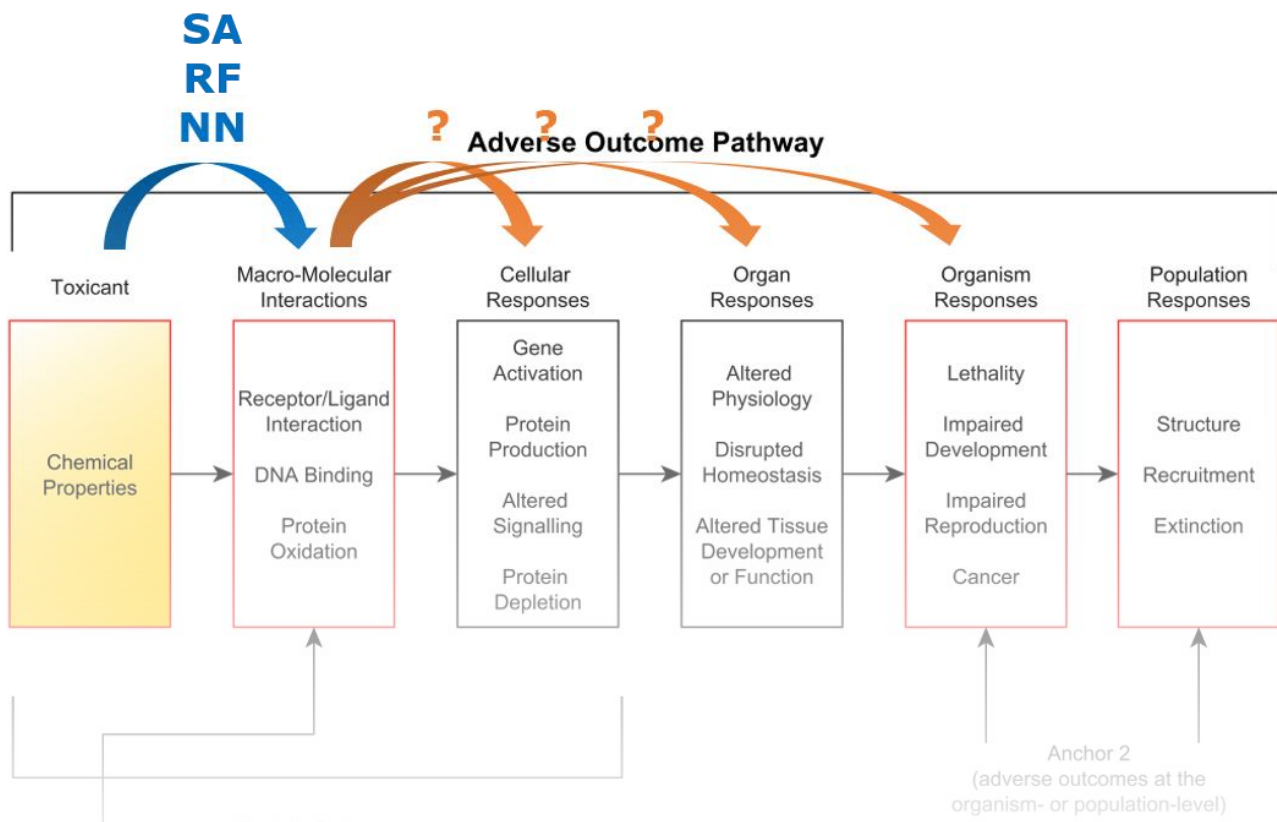 SA
RF
NN
? ? ?
Adverse Outcome Pathway
Toxicant
Macro-Molecular
Interactions
Cellular
Responses
Organ
Responses
Organism
Responses
Population
Responses
Chemical
Properties
Receptor/Ligand
Interaction
DNA Binding
Protein
Oxidation
Gene
Activation
Protein
Production
Altered
Signalling
Protein
Depletion
Altered
Physiology
Disrupted
Homeostasis
Altered Tissue
Development
or Function
Lethality
Impaired
Development
Impaired
Reproduction
Cancer
Structure
Recruitment
Extinction
Anchor 2
(adverse outcomes at the
organism- or population-level)